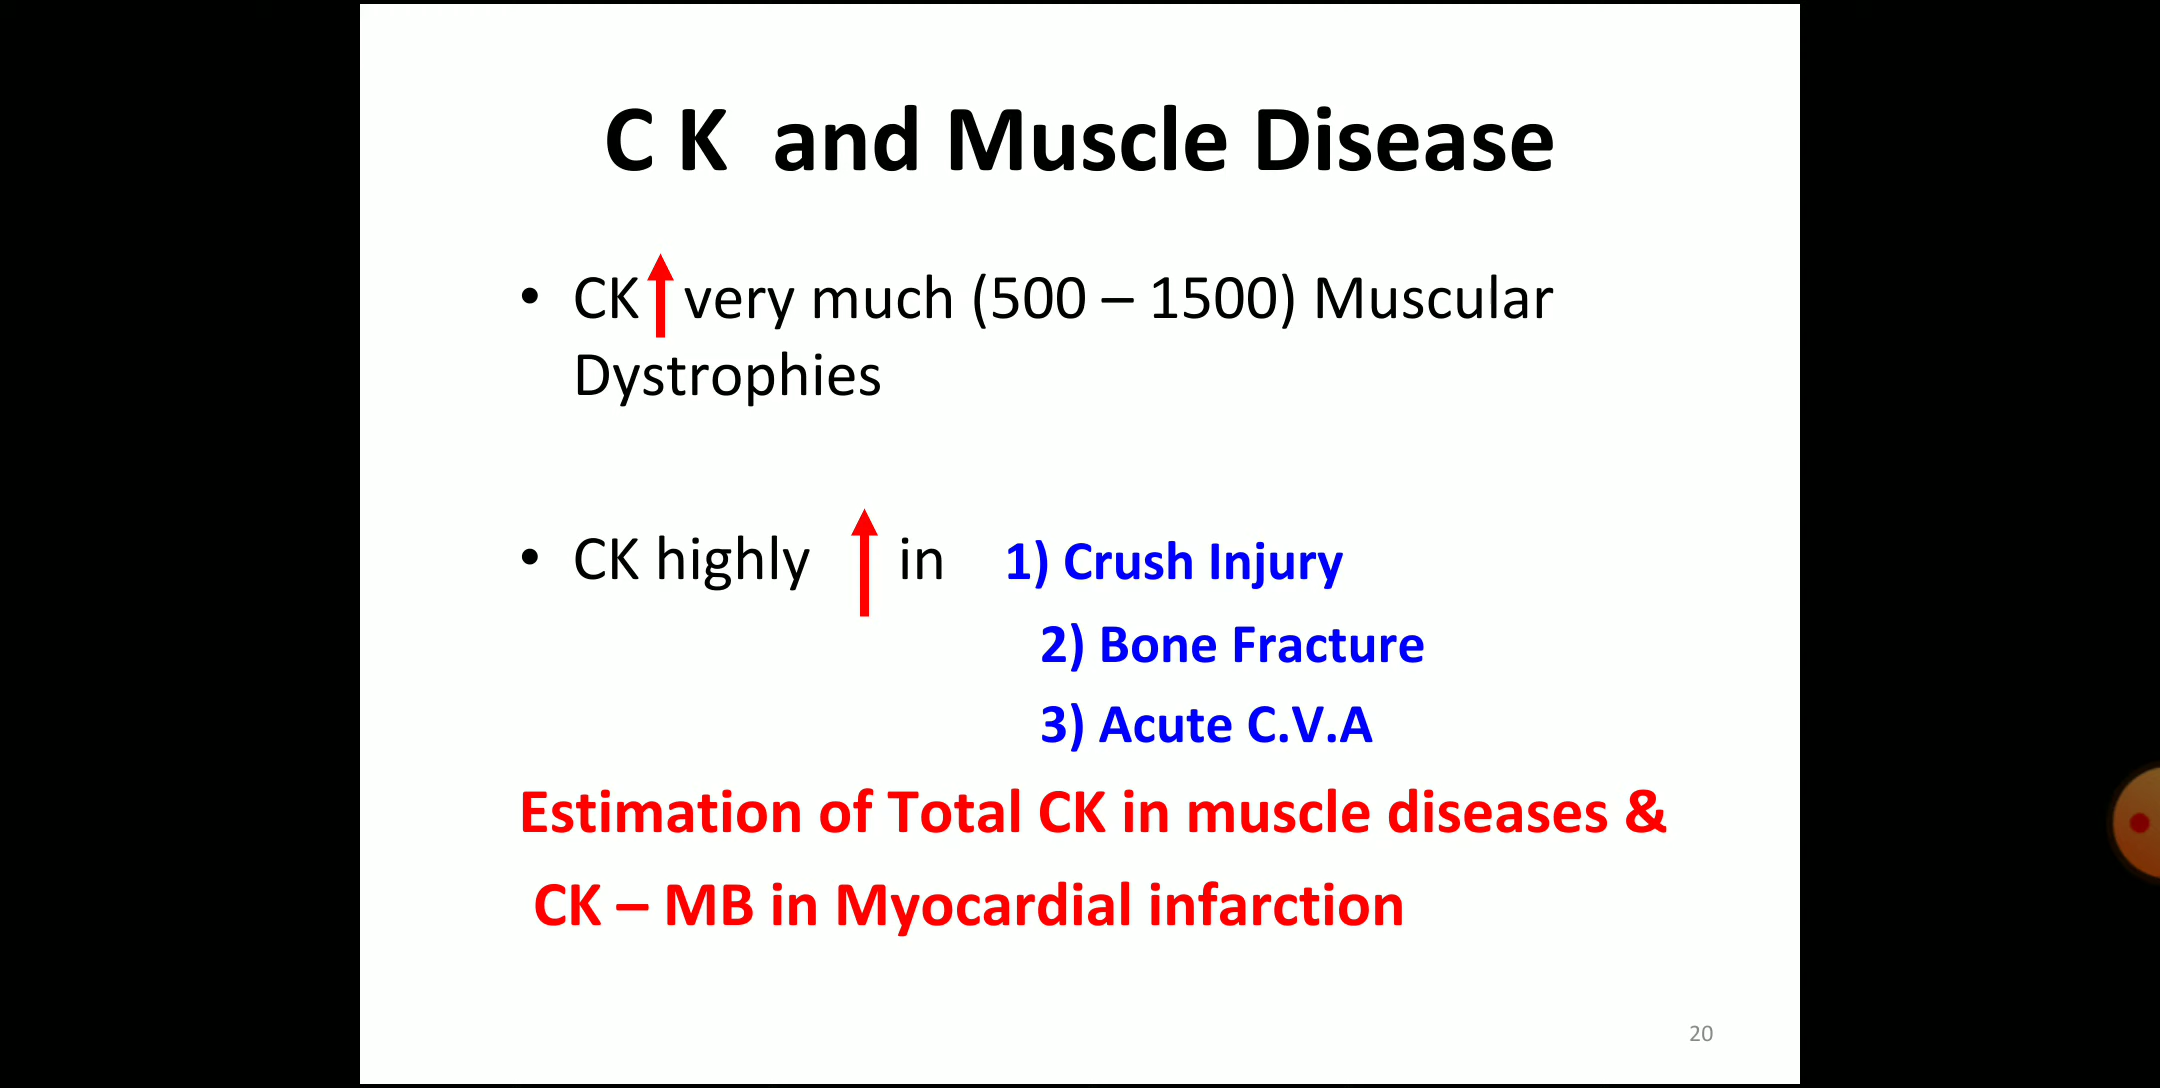 C K and Muscle Disease
• CK very much (500 – 1500) Muscular
Dystrophies
• CK highly in 1) Crush Injury
2) Bone Fracture
3) Acute C.V.A
Estimation of Total CK in muscle diseases &
CK – MB in Myocardial infarction
20